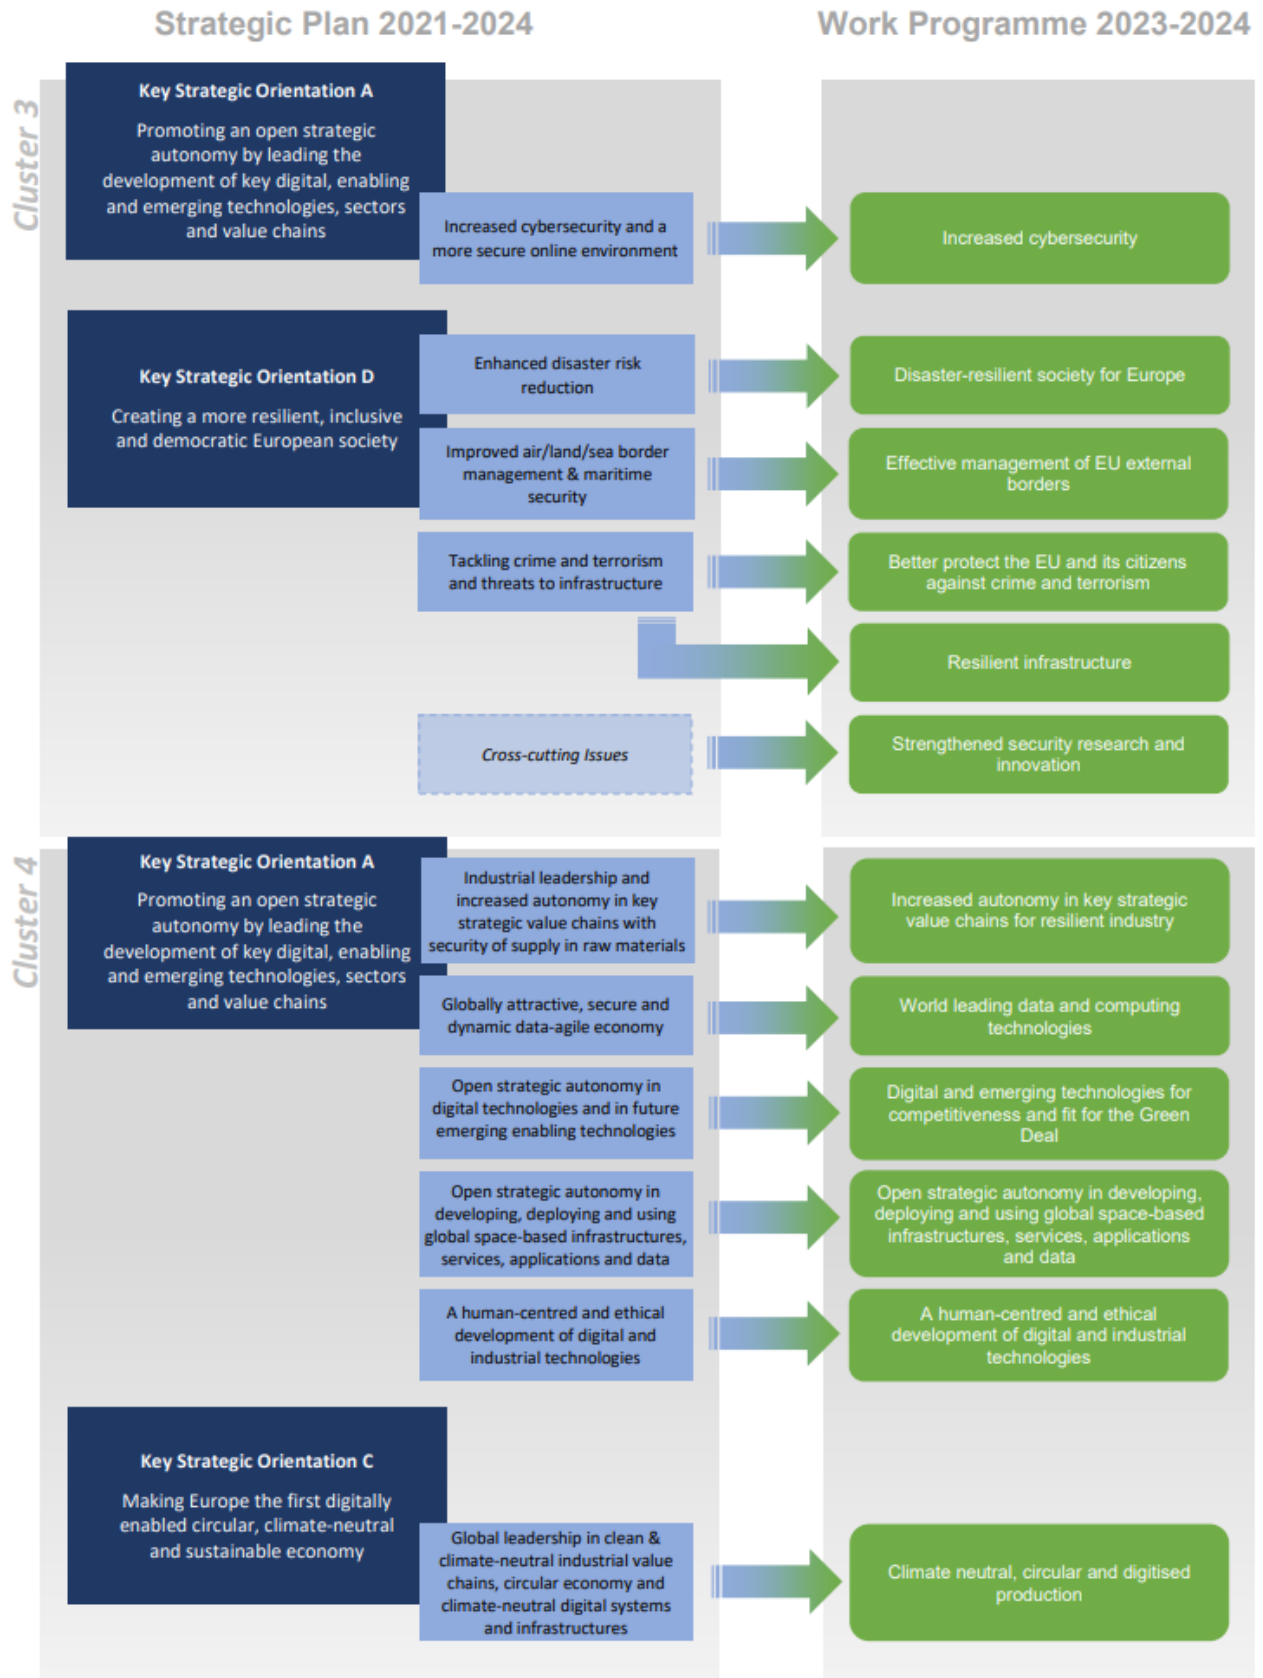 Strategic Plan 2021-2024
Work Programme 2023-2024
Cluster 3
Key Strategic Orientation A
Promoting an open strategic
autonomy by leading the
development of key digital, enabling
and emerging technologies, sectors
and value chains
Increased cybersecurity and a
more secure online environment
Increased cybersecurity
Key Strategic Orientation D
Creating a more resilient, inclusive
and democratic European society
Enhanced disaster risk
reduction
Disaster-resilient society for Europe
Improved air/land/sea border
management & maritime
security
Effective management of EU external
borders
Tackling crime and terrorism
and threats to infrastructure
Better protect the EU and its citizens
against crime and terrorism
Resilient infrastructure
Cross-cutting Issues
Strengthened security research and
innovation
Cluster 4
Key Strategic Orientation A
Promoting an open strategic
autonomy by leading the
development of key digital, enabling
and emerging technologies, sectors
and value chains
Industrial leadership and
increased autonomy in key
strategic value chains with
security of supply in raw materials
Increased autonomy in key strategic
value chains for resilient industry
Globally attractive, secure and
dynamic data-agile economy
World leading data and computing
technologies
Open strategic autonomy in
digital technologies and in future
emerging enabling technologies
Digital and emerging technologies for
competitiveness and fit for the Green
Deal
Open strategic autonomy in
developing, deploying and using
global space-based infrastructures,
services, applications and data
Open strategic autonomy in developing,
deploying and using global space-based
infrastructures, services, applications
and data
A human-centred and ethical
development of digital and
industrial technologies
A human-centred and ethical
development of digital and industrial
technologies
Key Strategic Orientation C
Making Europe the first digitally
enabled circular, climate-neutral
and sustainable economy
Global leadership in clean &
climate-neutral industrial value
chains, circular economy and
climate-neutral digital systems
and infrastructures
Climate neutral, circular and digitised
production